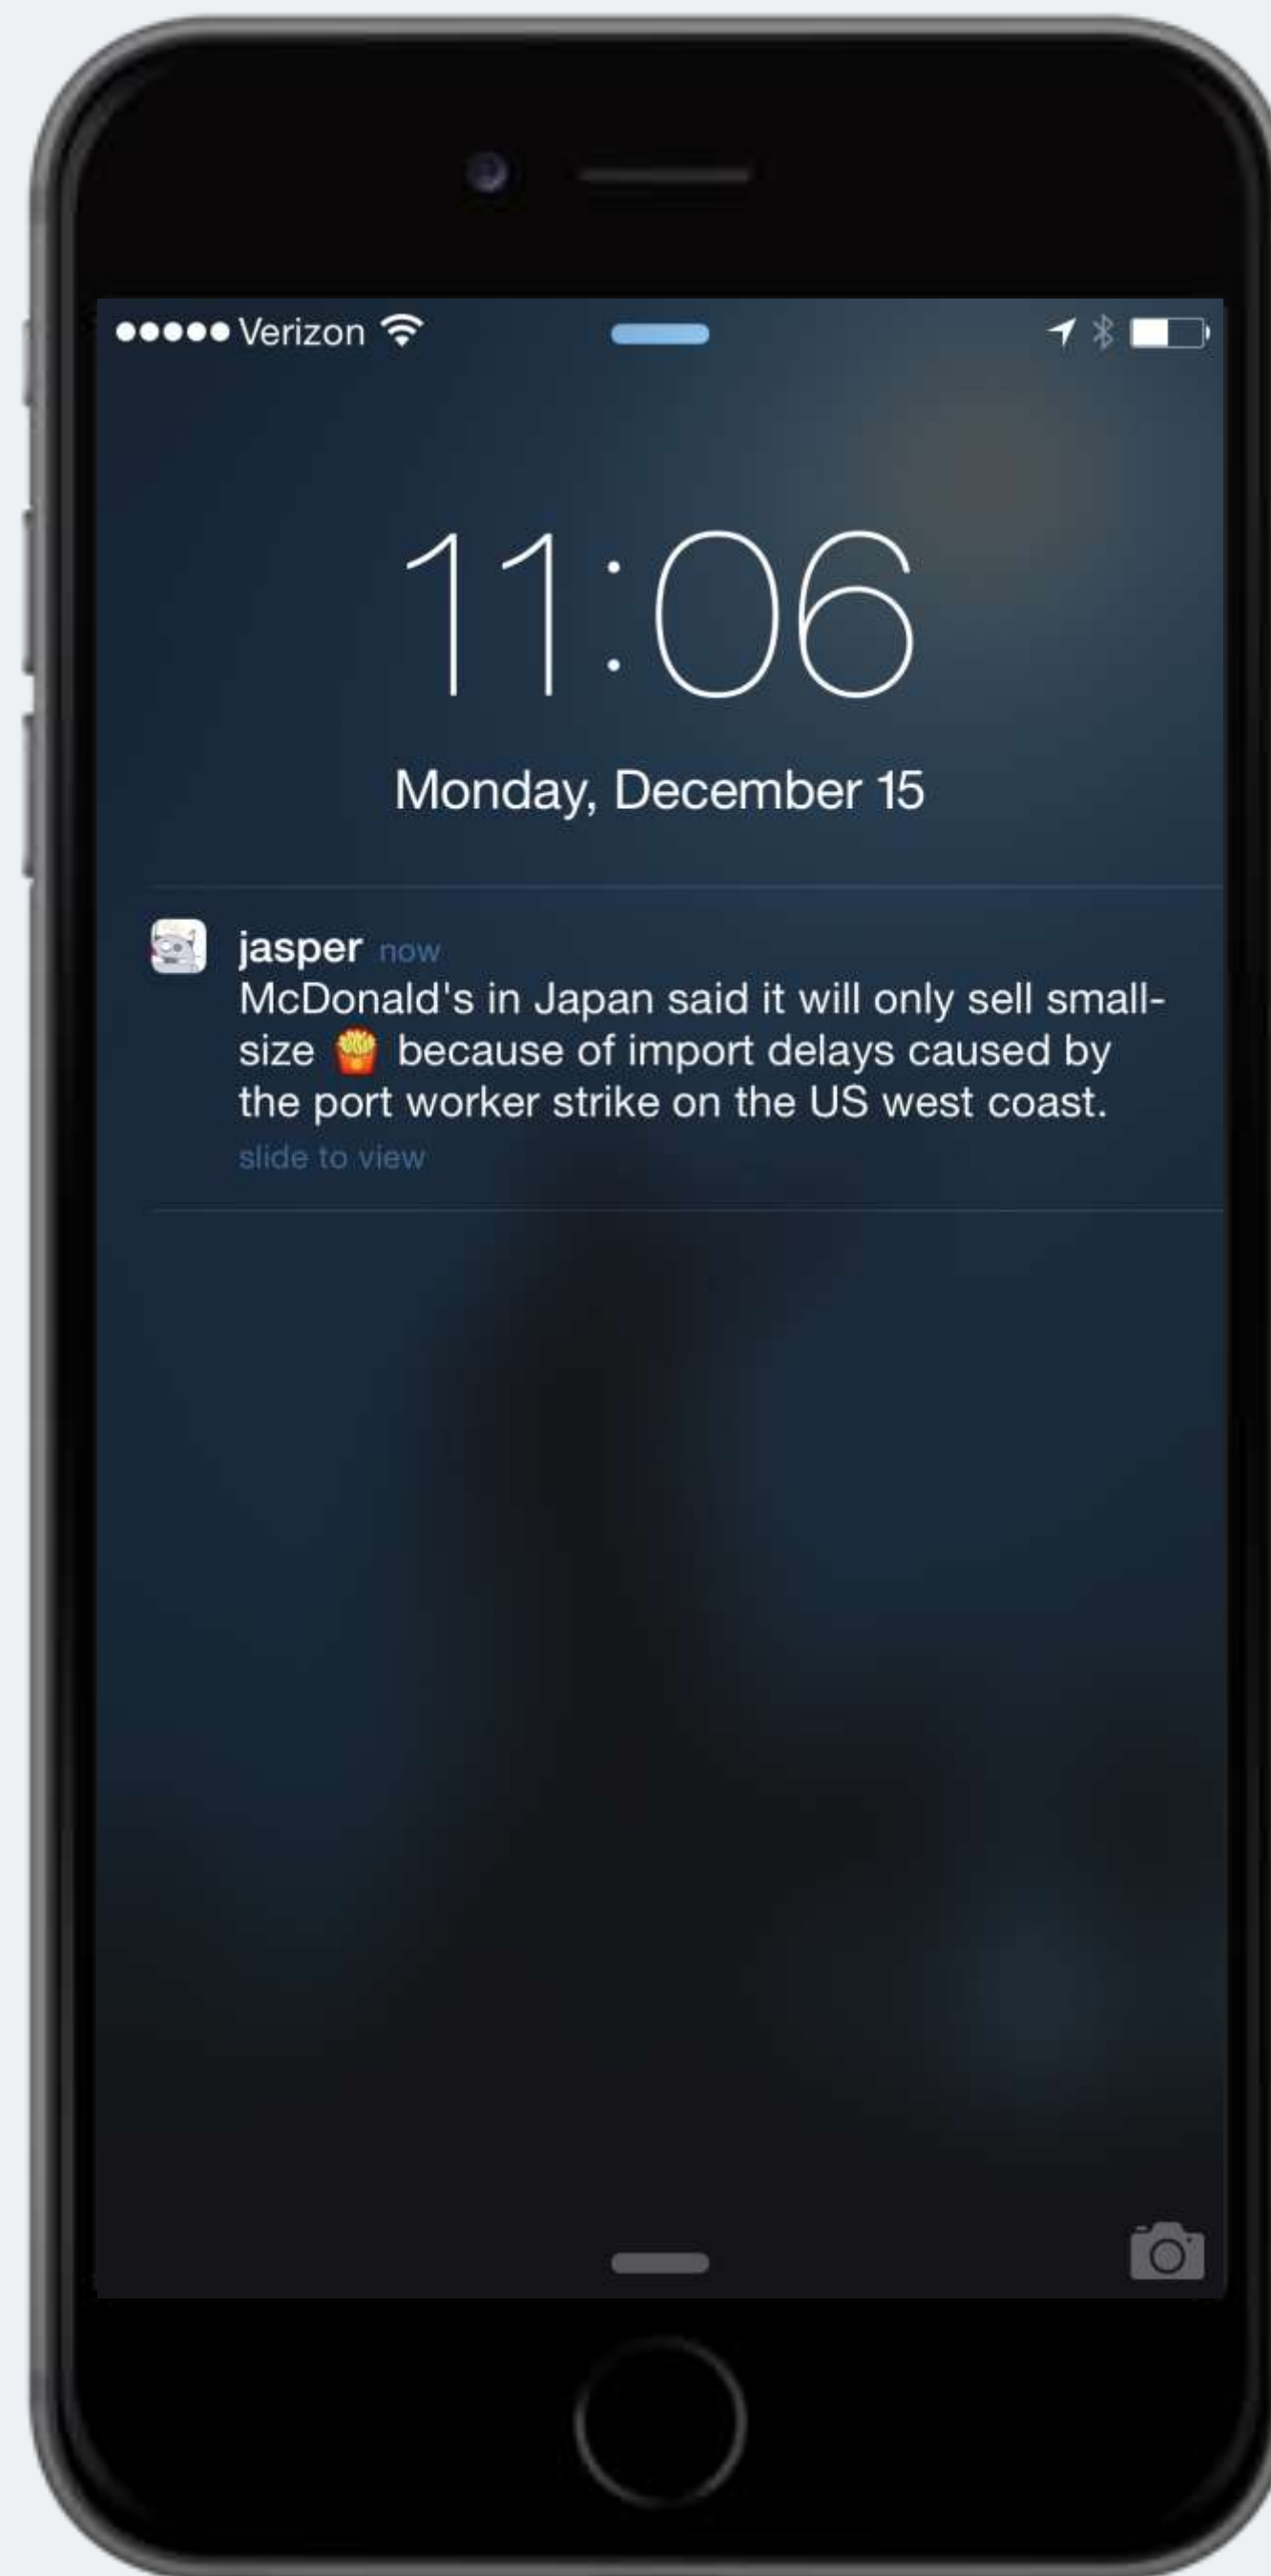 Verizon
11:06
Monday, December 15
jasper now
McDonald's in Japan said it will only sell small-
size 🍟 because of import delays caused by
the port worker strike on the US west coast.
slide to view